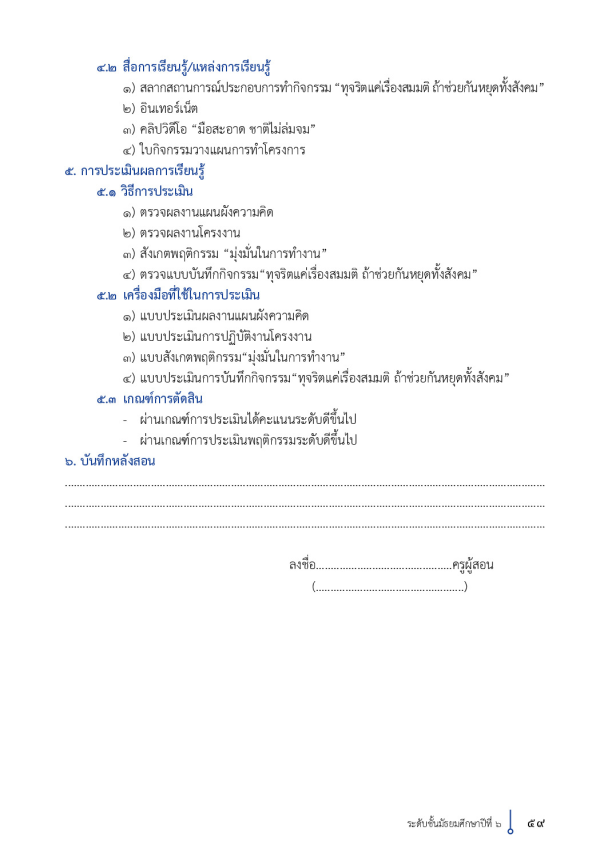 ๔.๒ สื่อการเรียนรู้/แหล่งการเรียนรู้
๑) สลากสถานการณ์ประกอบการทำกิจกรรม “ทุจริตแค่เรื่องสมมติ ถ้าช่วยกันหยุดทั้งสังคม”
๒) อินเทอร์เน็ต
๓) คลิปวิดีโอ “มือสะอาด ชาติไม่ล่มจม”
๔) ใบกิจกรรมวางแผนการทำโครงการ
๕. การประเมินผลการเรียนรู้
๕.๑ วิธีการประเมิน
๑) ตรวจผลงานแผนผังความคิด
๒) ตรวจผลงานโครงงาน
๓) สังเกตพฤติกรรม “มุ่งมั่นในการทำงาน”
๔) ตรวจแบบบันทึกกิจกรรม“ทุจริตแค่เรื่องสมมติ ถ้าช่วยกันหยุดทั้งสังคม”
๕.๒ เครื่องมือที่ใช้ในการประเมิน
๑) แบบประเมินผลงานแผนผังความคิด
๒) แบบประเมินการปฏิบัติงานโครงงาน
๓) แบบสังเกตพฤติกรรม“มุ่งมั่นในการทำงาน”
๔) แบบประเมินการบันทึกกิจกรรม“ทุจริตแค่เรื่องสมมติ ถ้าช่วยกันหยุดทั้งสังคม”
๕.๓ เกณฑ์การตัดสิน
- ผ่านเกณฑ์การประเมินได้คะแนนระดับดีขึ้นไป
- ผ่านเกณฑ์การประเมินพฤติกรรมระดับดีขึ้นไป
๖. บันทึกหลังสอน
................................................................................................................................................................
................................................................................................................................................................
................................................................................................................................................................
ลงชื่อ..............................................ครูผู้สอน
(..................................................)
ระดับชั้นมัธยมศึกษาปีที่ ๖ ๕๙